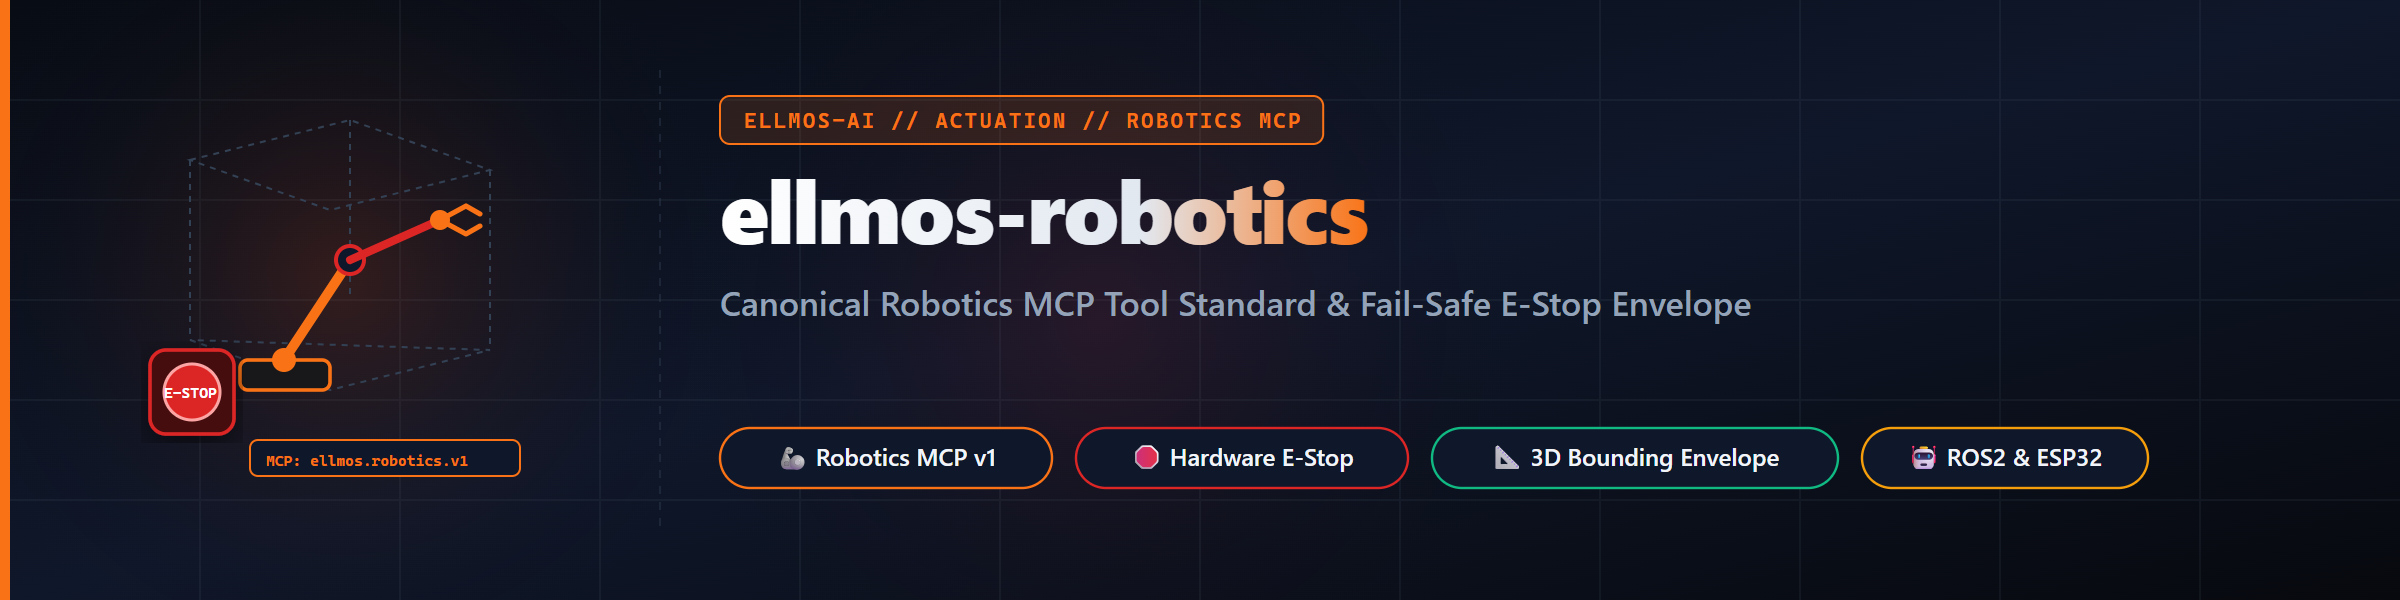 ELLMOS-AI // ACTUATION // ROBOTICS MCP
ellmos-robotics
Canonical Robotics MCP Tool Standard & Fail-Safe E-Stop Envelope
E-STOP
MCP: ellmos.robotics.v1
Robotics MCP v1
Hardware E-Stop
3D Bounding Envelope
ROS2 & ESP32